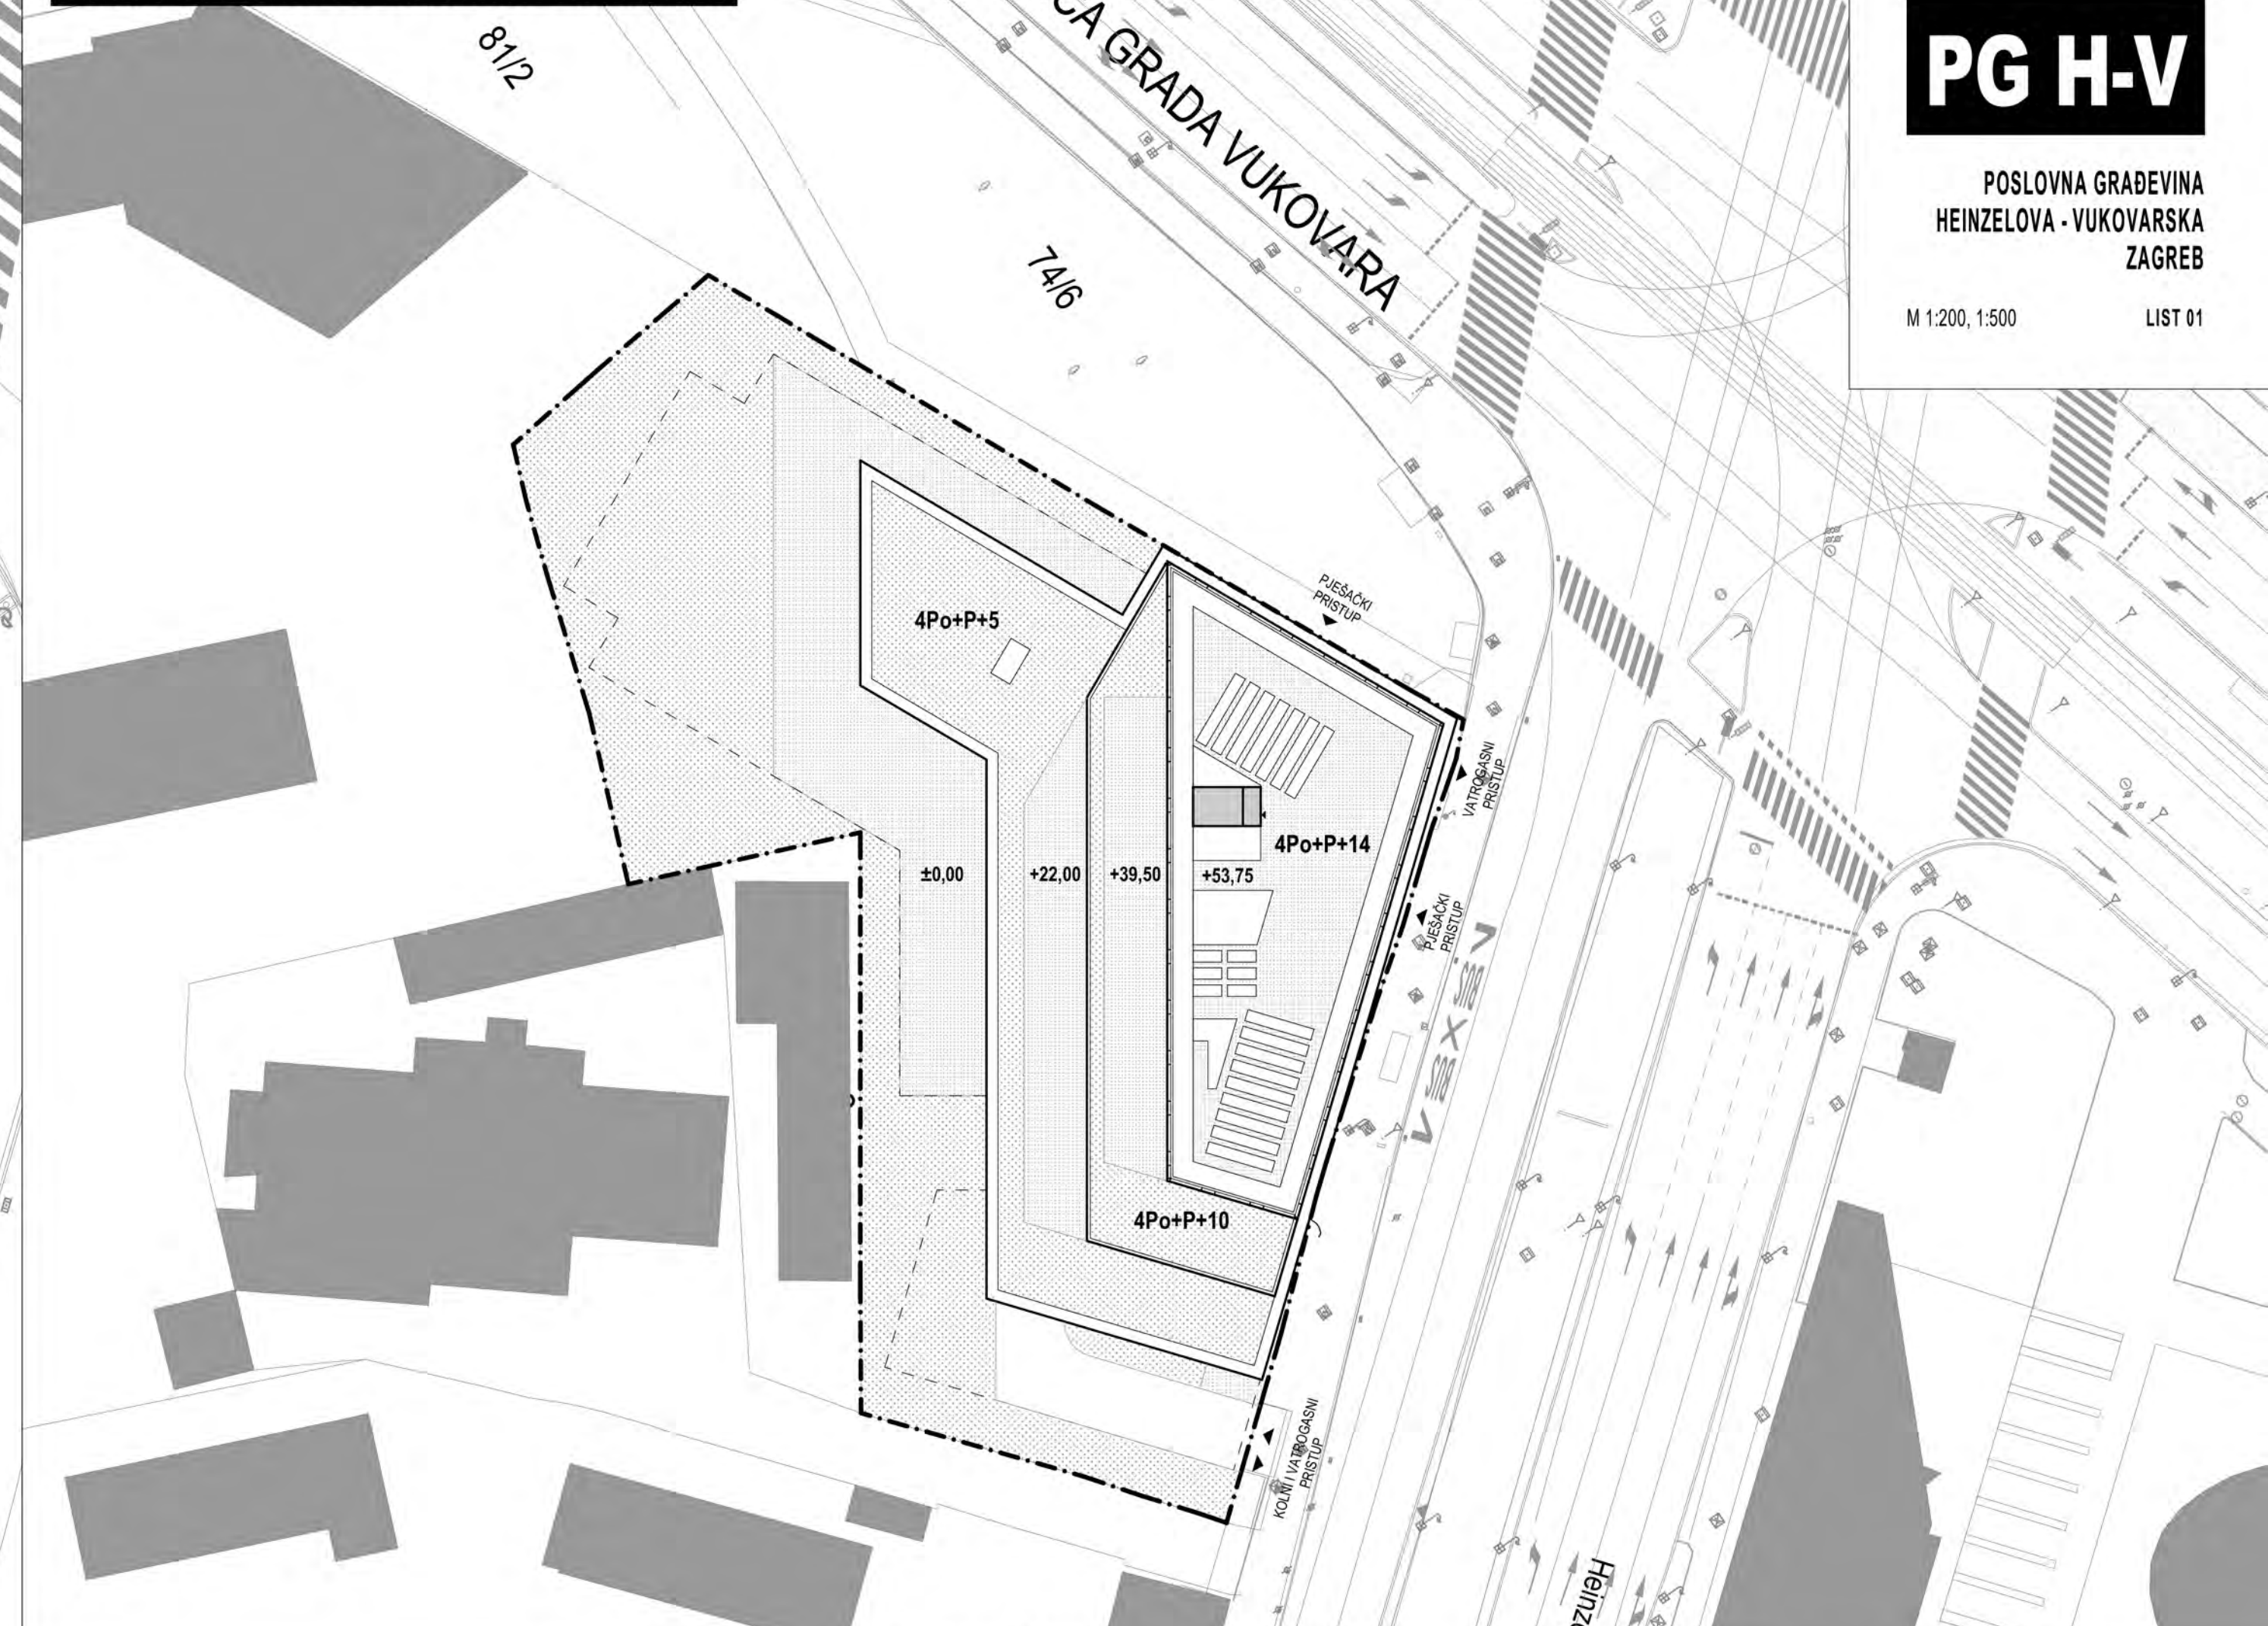 PG H-V
POSLOVNA GRAĐEVINA
HEINZELOVA - VUKOVARSKA
ZAGREB
M 1:200, 1:500
LIST 01
81/2
GRADA VUKOVARA
74/6
PJEŠAČKI
PRISTUP
4Po+P+5
VATROGASNI
PRISTUP
4Po+P+14
±0,00
+22,00
+39,50
+53,75
PJEŠAČKI
PRISTUP
BUS
X
BUS
4Po+P+10
KOLNI I VATROGASNI
PRISTUP